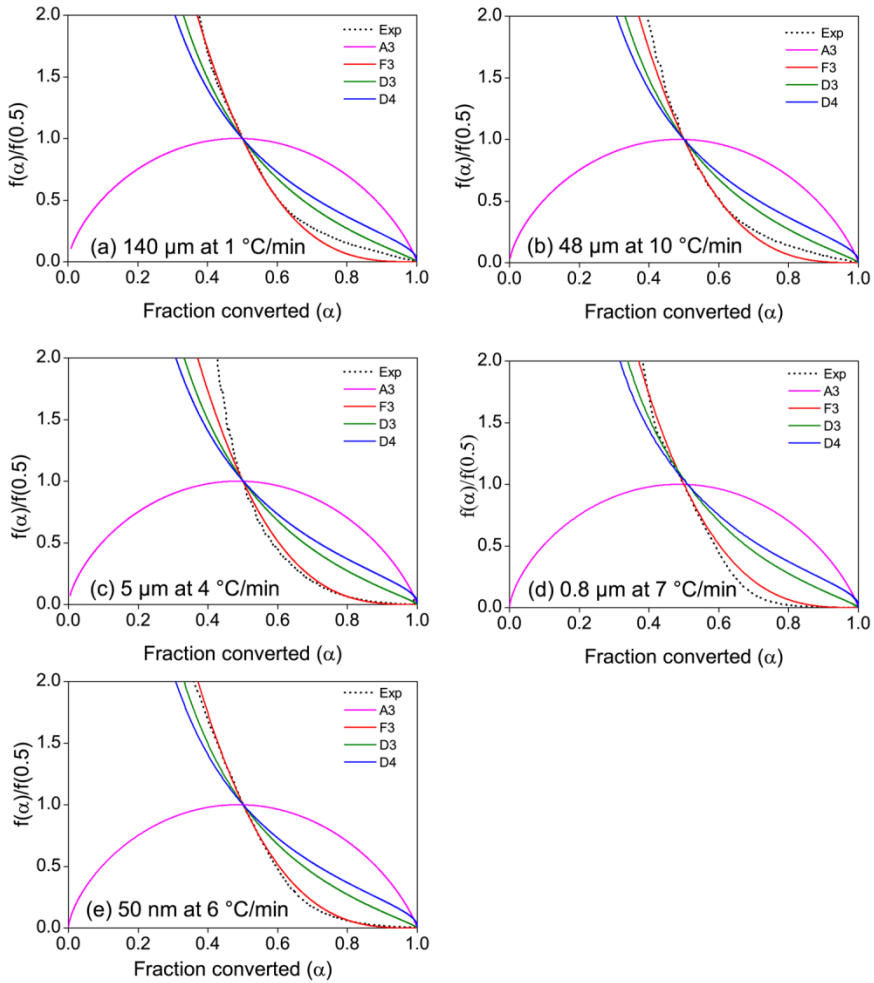 2.0
1.5
1.0
0.5
0.0
f(α)/f(0.5)
Exp
A3
F3
D3
D4
(a) 140 μm at 1 °C/min
0.0 0.2 0.4 0.6 0.8 1.0
Fraction converted (α)
2.0
1.5
1.0
0.5
0.0
f(α)/f(0.5)
Exp
A3
F3
D3
D4
(b) 48 μm at 10 °C/min
0.0 0.2 0.4 0.6 0.8 1.0
Fraction converted (α)
2.0
1.5
1.0
0.5
0.0
f(α)/f(0.5)
Exp
A3
F3
D3
D4
(c) 5 μm at 4 °C/min
0.0 0.2 0.4 0.6 0.8 1.0
Fraction converted (α)
2.0
1.5
1.0
0.5
0.0
f(α)/f(0.5)
Exp
A3
F3
D3
D4
(d) 0.8 μm at 7 °C/min
0.0 0.2 0.4 0.6 0.8 1.0
Fraction converted (α)
2.0
1.5
1.0
0.5
0.0
f(α)/f(0.5)
Exp
A3
F3
D3
D4
(e) 50 nm at 6 °C/min
0.0 0.2 0.4 0.6 0.8 1.0
Fraction converted (α)